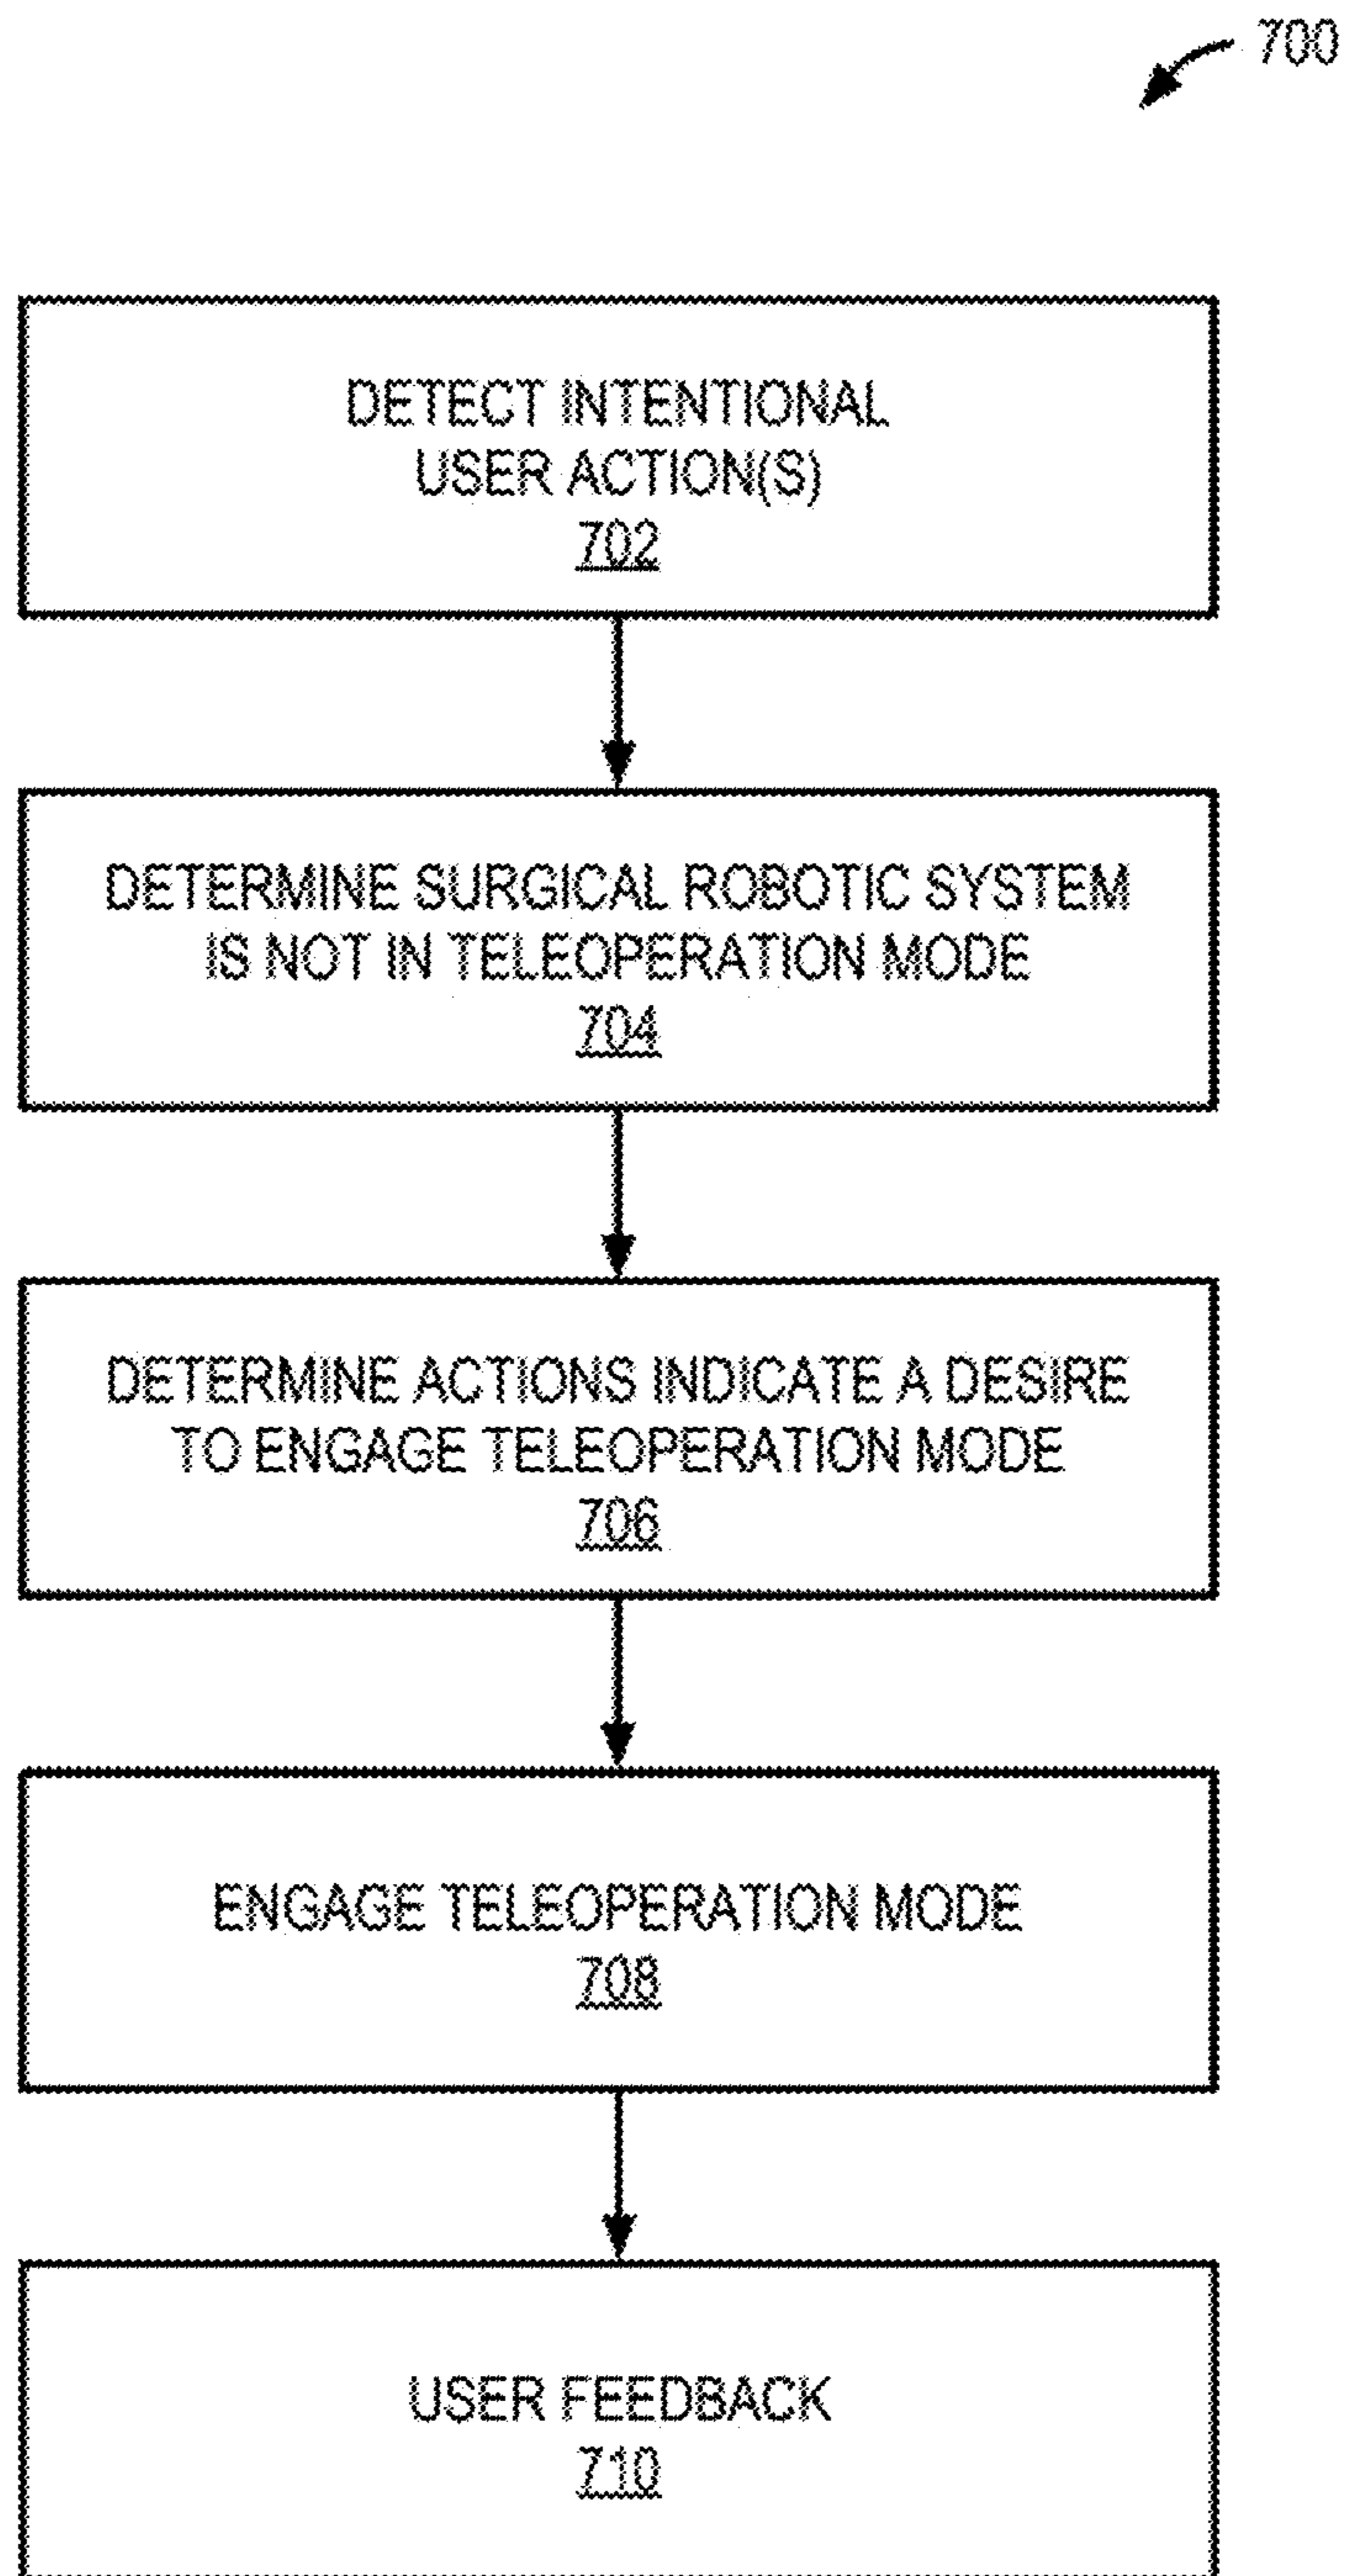 700
DETECT INTENTIONAL
USER ACTION(S)
702
DETERMINE SURGICAL ROBOTIC SYSTEM
IS NOT IN TELEOPERATION MODE
704
DETERMINE ACTIONS INDICATE A DESIRE
TO ENGAGE TELEOPERATION MODE
706
ENGAGE TELEOPERATION MODE
708
USER FEEDBACK
710